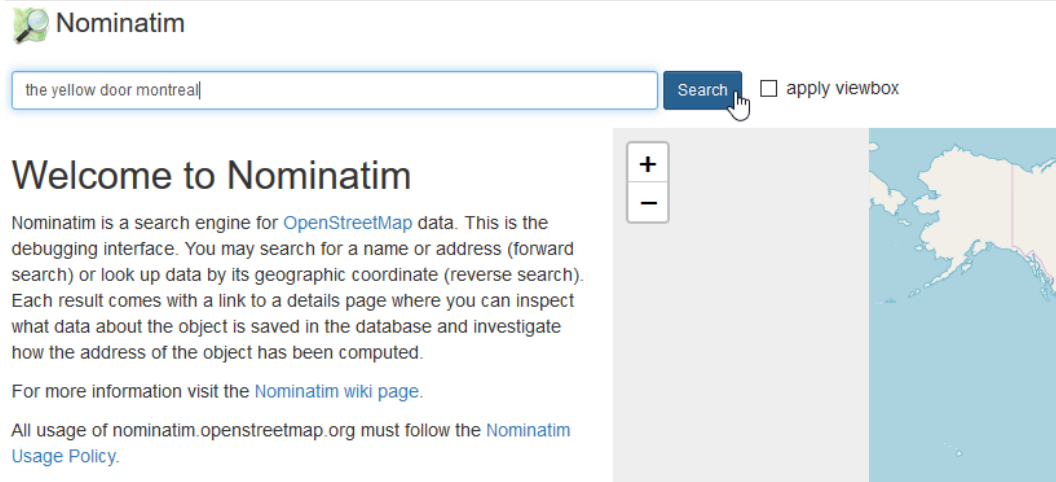 Nominatim
the yellow door montreal
Search
apply viewbox
+
−
Welcome to Nominatim
Nominatim is a search engine for OpenStreetMap data. This is the
debugging interface. You may search for a name or address (forward
search) or look up data by its geographic coordinate (reverse search).
Each result comes with a link to a details page where you can inspect
what data about the object is saved in the database and investigate
how the address of the object has been computed.
For more information visit the Nominatim wiki page.
All usage of nominatim.openstreetmap.org must follow the Nominatim
Usage Policy.